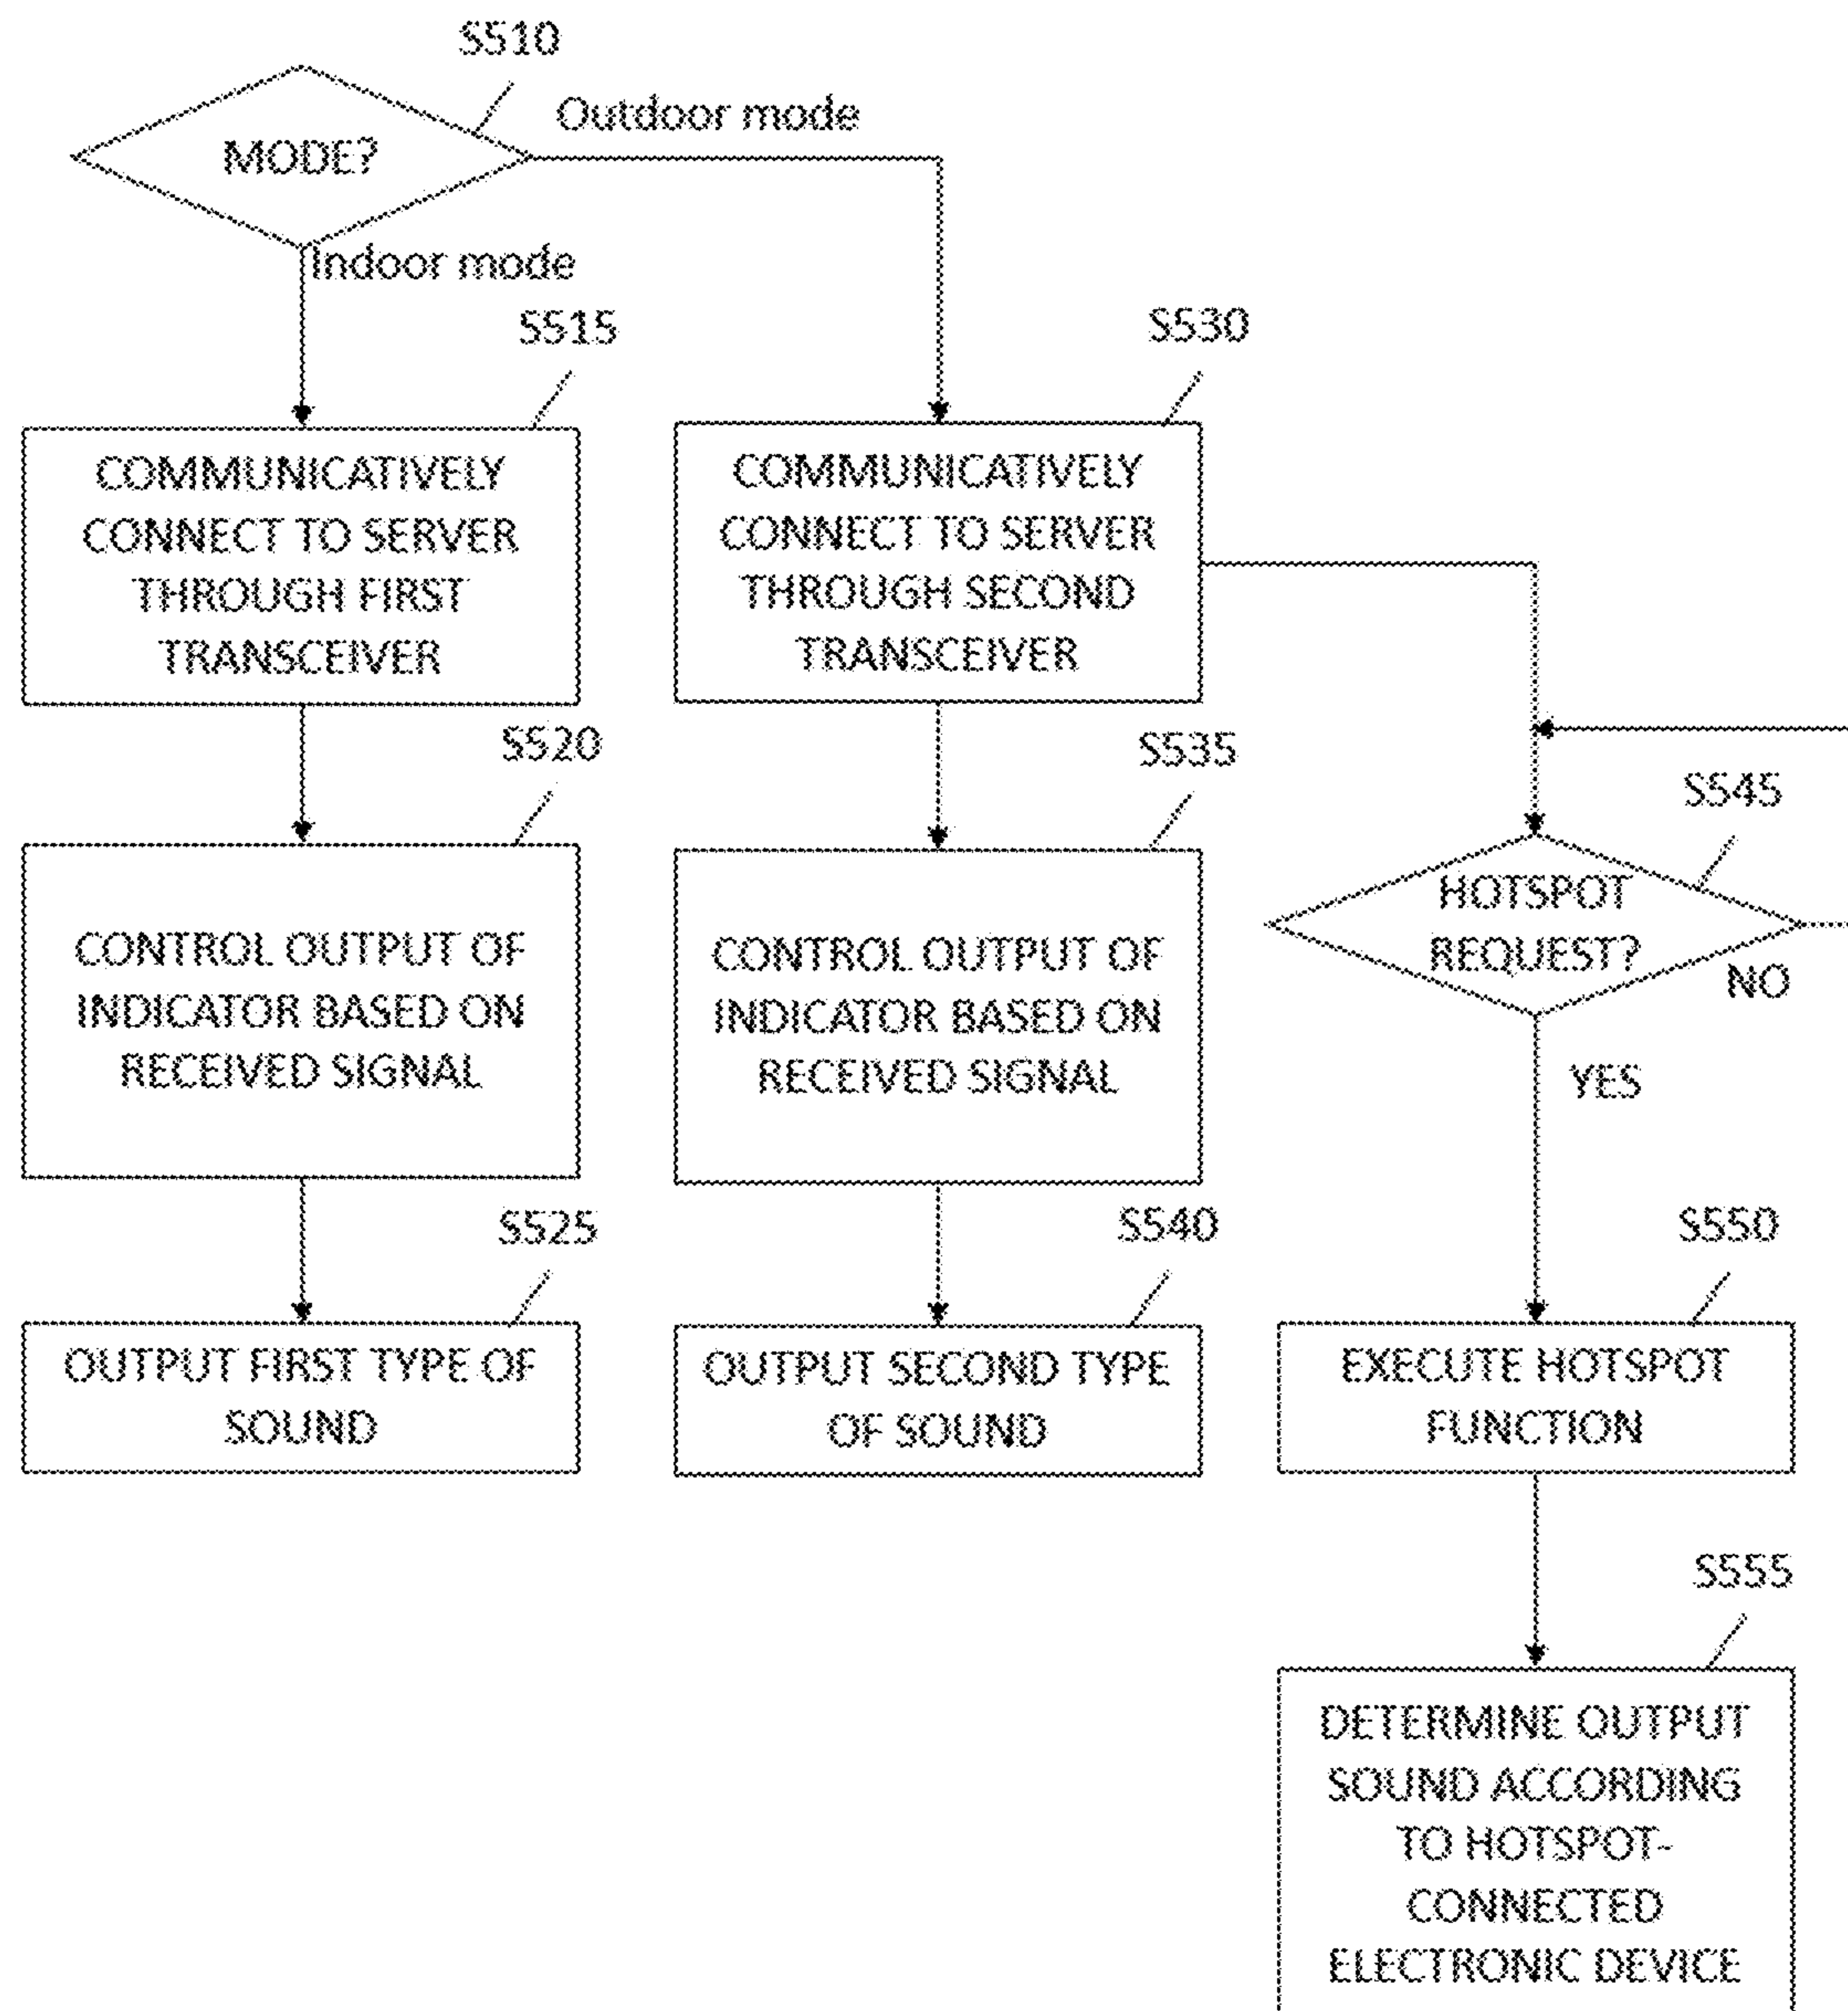 S510
MODE?
Outdoor mode
Indoor mode
S515
COMMUNICATIVELY
CONNECT TO SERVER
THROUGH FIRST
TRANSCEIVER
S520
CONTROL OUTPUT OF
INDICATOR BASED ON
RECEIVED SIGNAL
S525
OUTPUT FIRST TYPE OF
SOUND
S530
COMMUNICATIVELY
CONNECT TO SERVER
THROUGH SECOND
TRANSCEIVER
S535
CONTROL OUTPUT OF
INDICATOR BASED ON
RECEIVED SIGNAL
S540
OUTPUT SECOND TYPE
OF SOUND
S545
HOTSPOT
REQUEST?
NO
YES
S550
EXECUTE HOTSPOT
FUNCTION
S555
DETERMINE OUTPUT
SOUND ACCORDING
TO HOTSPOT-
CONNECTED
ELECTRONIC DEVICE